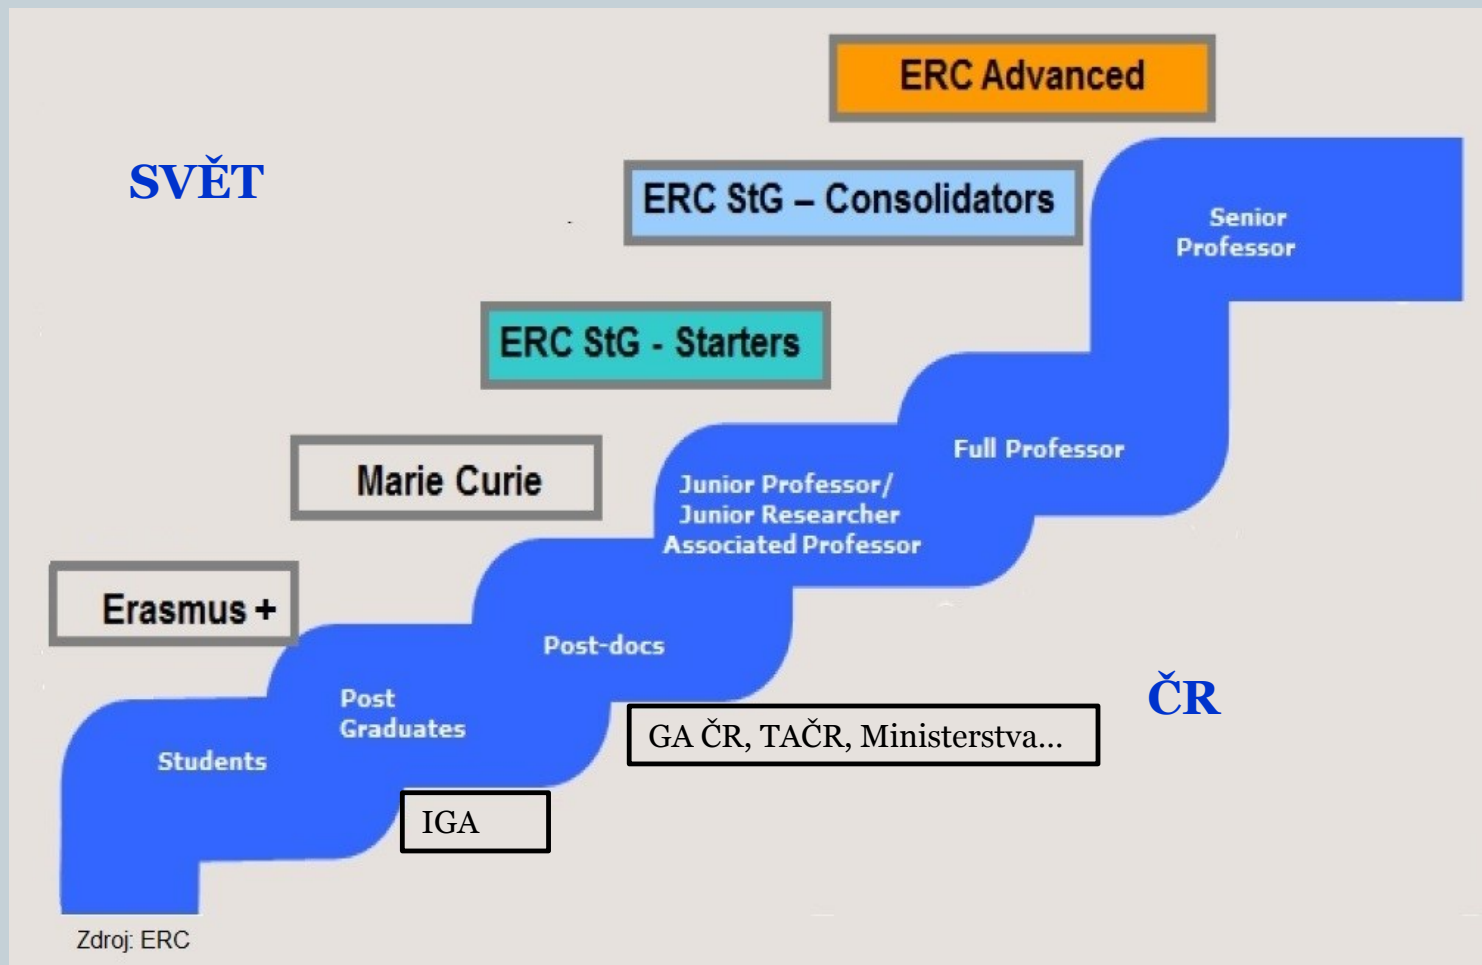 ERC Advanced
SVĚT
ERC StG – Consolidators
Senior
Professor
ERC StG - Starters
Full Professor
Marie Curie
Junior Professor/
Junior Researcher
Associated Professor
Erasmus +
Post-docs
ČR
Post
Graduates
GA ČR, TAČR, Ministerstva...
Students
IGA
Zdroj: ERC